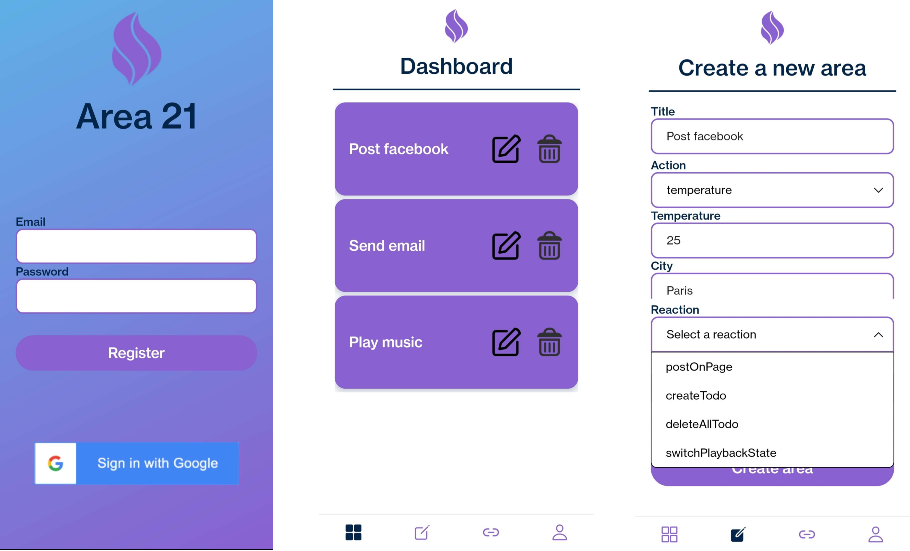 Area 21
Email
Password
Register
Sign in with Google
Dashboard
Post facebook
Send email
Play music
Create a new area
Title
Post facebook
Action
temperature
Temperature
25
City
Paris
Reaction
Select a reaction
postOnPage
createTodo
deleteAllTodo
switchPlaybackState
Create area